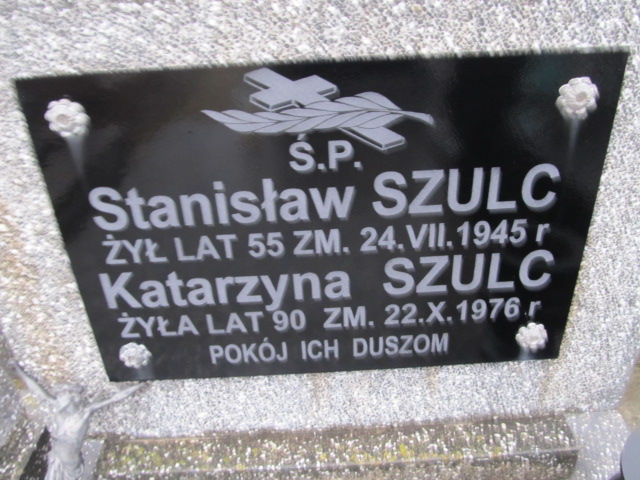 Ś.P.
Stanisław SZULC
ŻYŁ LAT 55 ZM. 24.VII.1945 r
Katarzyna SZULC
ŻYŁA LAT 90 ZM. 22.X.1976 r
POKÓJ ICH DUSZOM